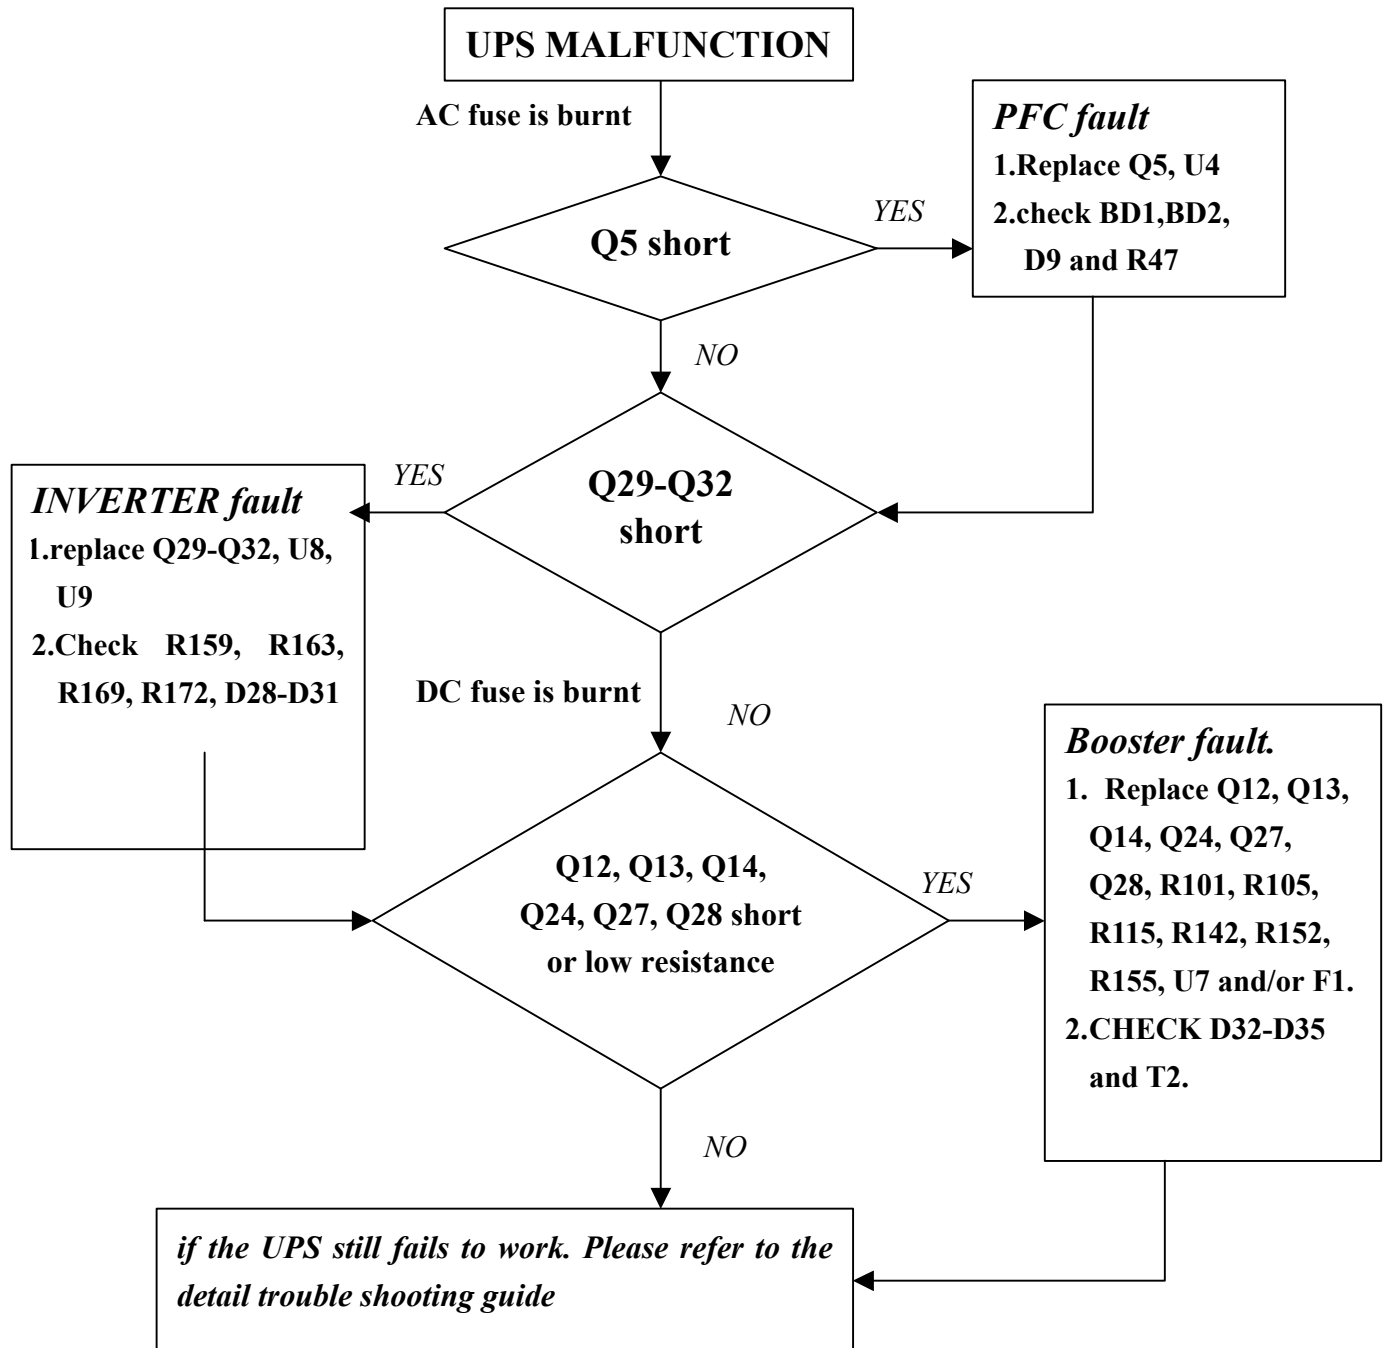 UPS MALFUNCTION
AC fuse is burnt
PFC fault
1.Replace Q5, U4
2.check BD1,BD2,
D9 and R47
YES
Q5 short
NO
YES
Q29-Q32
short
INVERTER fault
1.replace Q29-Q32, U8,
U9
2.Check R159, R163,
R169, R172, D28-D31
DC fuse is burnt
NO
Booster fault.
1. Replace Q12, Q13,
Q14, Q24, Q27,
Q28, R101, R105,
R115, R142, R152,
R155, U7 and/or F1.
2.CHECK D32-D35
and T2.
YES
Q12, Q13, Q14,
Q24, Q27, Q28 short
or low resistance
NO
if the UPS still fails to work. Please refer to the
detail trouble shooting guide